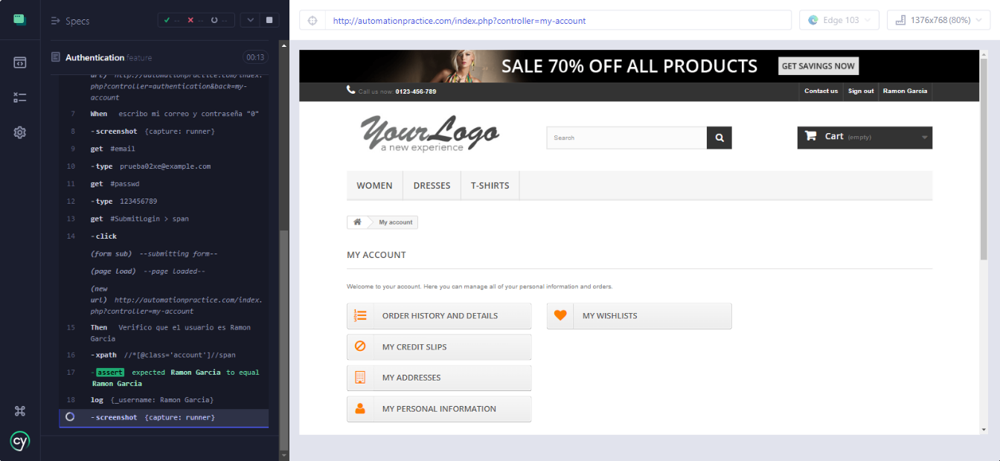 Specs
-- -- --
Authentication feature
00:13
url) http://automationpractice.com/index.
php?controller=authentication&back=my-
account
7 When escribo mi correo y contraseña "0"
8 -screenshot {capture: runner}
9 get #email
10 -type prueba02xe@example.com
11 get #passwd
12 -type 123456789
13 get #SubmitLogin > span
14 -click
(form sub) --submitting form--
(page load) --page loaded--
(new
url) http://automationpractice.com/index.
php?controller=my-account
15 Then Verifico que el usuario es Ramon
Garcia
16 -xpath //*[@class='account']//span
17 -assert expected Ramon Garcia to equal
Ramon Garcia
18 log {_username: Ramon Garcia}
-screenshot {capture: runner}
cy
http://automationpractice.com/index.php?controller=my-account
Edge 103
1376x768 (80%)
SALE 70% OFF ALL PRODUCTS
GET SAVINGS NOW
Call us now: 0123-456-789
Contact us
Sign out
Ramon Garcia
YourLogo
a new experience
Search
Cart (empty)
WOMEN
DRESSES
T-SHIRTS
My account
MY ACCOUNT
Welcome to your account. Here you can manage all of your personal information and orders.
ORDER HISTORY AND DETAILS
MY WISHLISTS
MY CREDIT SLIPS
MY ADDRESSES
MY PERSONAL INFORMATION